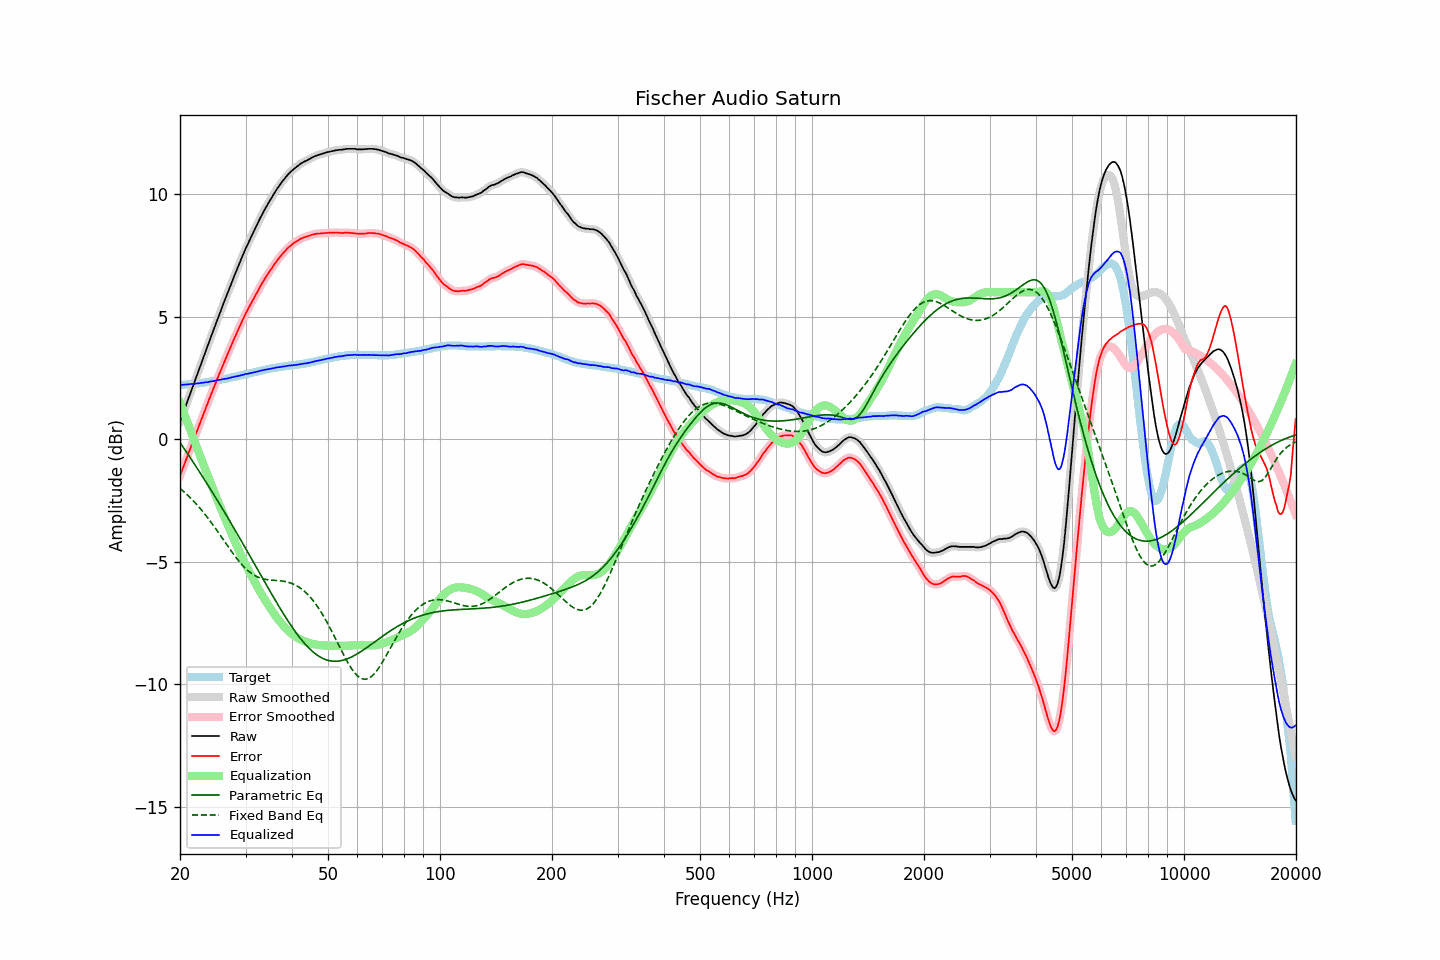 Fischer Audio Saturn
Amplitude (dBr)
10
5
0
−5
−10
−15
Target
Raw Smoothed
Error Smoothed
Raw
Error
Equalization
Parametric Eq
Fixed Band Eq
Equalized
20 50 100 200 500 1000 2000 5000 10000 20000
Frequency (Hz)